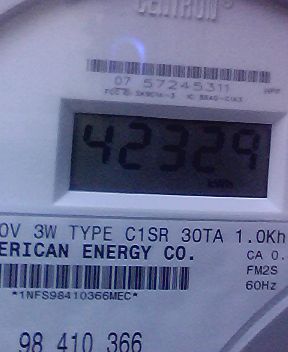 CENTRON®
07 57245311
42329
kWh
0V 3W TYPE C1SR 30TA 1.0Kh
ERICAN ENERGY CO.
CA 0.
FM2S
60Hz
*1NFS98410366MEC*
98 410 366